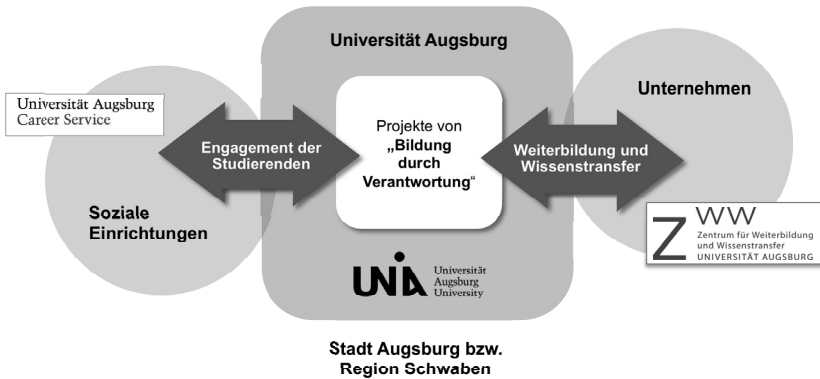 Universität Augsburg
Unternehmen
Universität Augsburg
Career Service
Projekte von
„Bildung
durch
Verantwortung“
Engagement der
Studierenden
Weiterbildung und
Wissenstransfer
Soziale
Einrichtungen
ZWW
Zentrum für Weiterbildung
und Wissenstransfer
UNIVERSITÄT AUGSBURG
UNIA
Universität
Augsburg
University
Stadt Augsburg bzw.
Region Schwaben